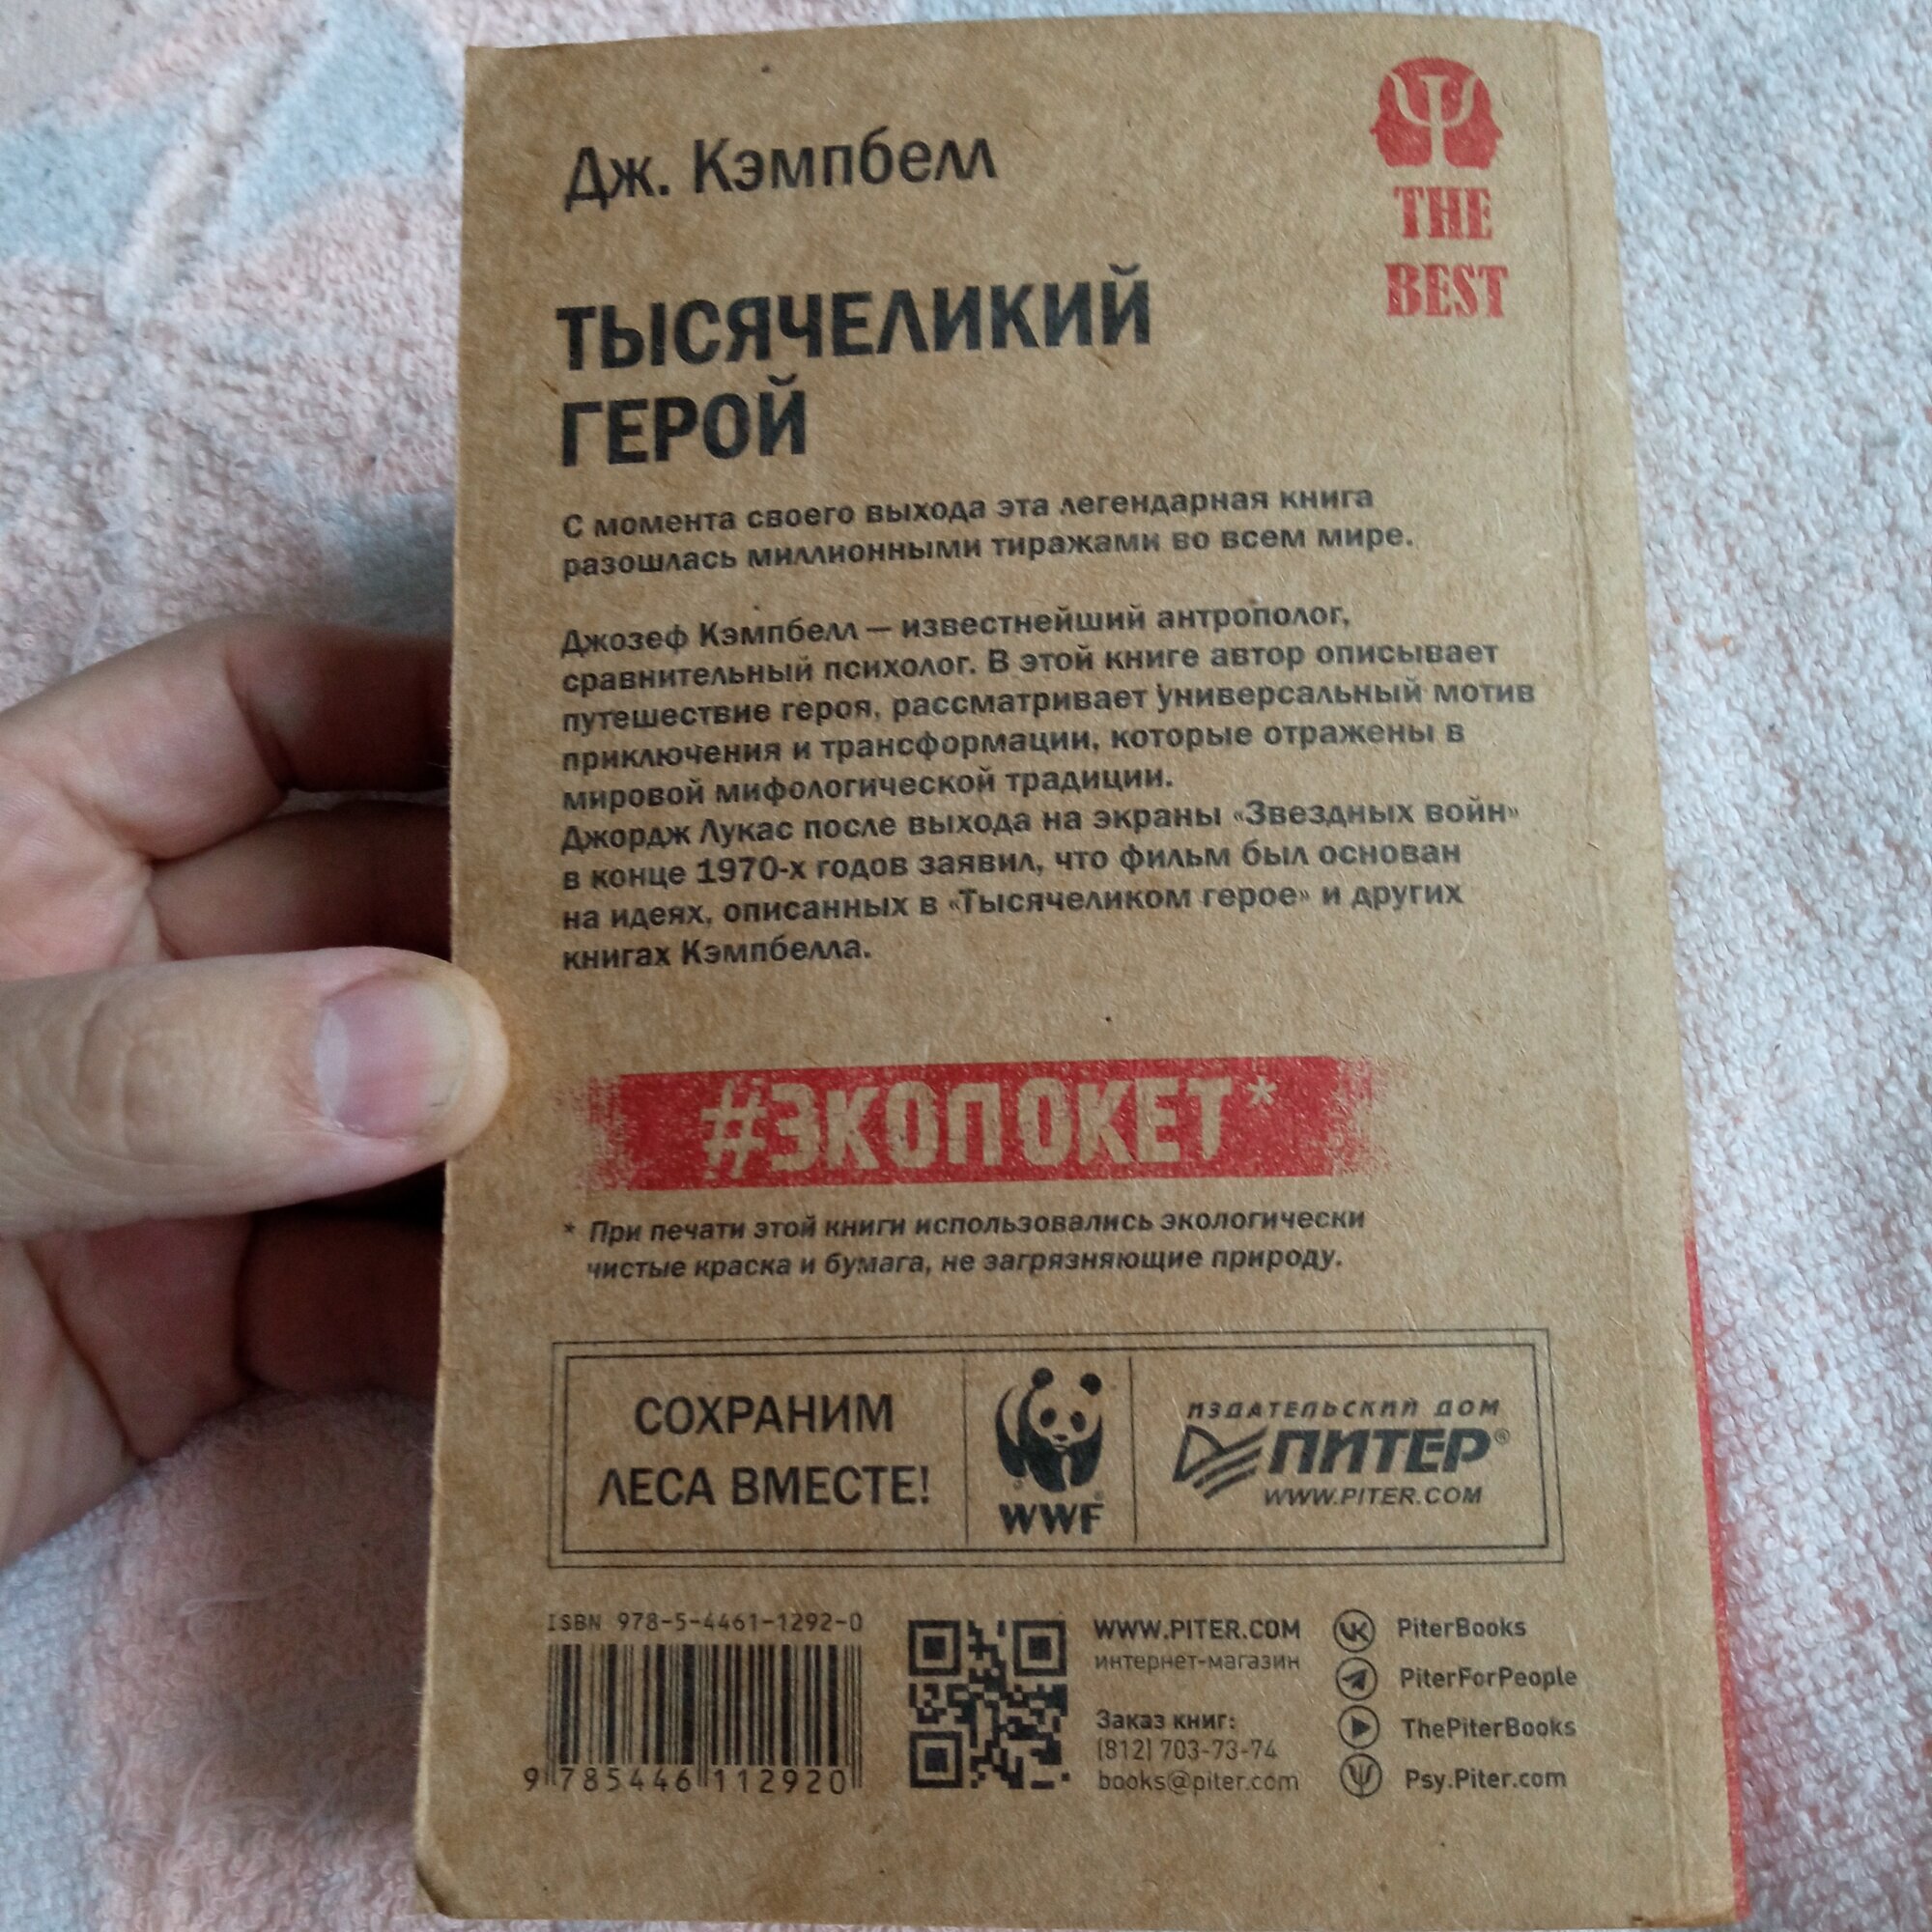 Дж. Кэмпбелл
THE
BEST
ТЫСЯЧЕЛИКИЙ
ГЕРОЙ
С момента своего выхода эта легендарная книга
разошлась миллионными тиражами во всем мире.
Джозеф Кэмпбелл — известнейший антрополог,
сравнительный психолог. В этой книге автор описывает
путешествие героя, рассматривает универсальный мотив
приключения и трансформации, которые отражены в
мировой мифологической традиции.
Джордж Лукас после выхода на экраны «Звездных войн»
в конце 1970-х годов заявил, что фильм был основан
на идеях, описанных в «Тысячеликом герое» и других
книгах Кэмпбелла.
#ЭКОПОКЕТ*
* При печати этой книги использовались экологически
чистые краска и бумага, не загрязняющие природу.
СОХРАНИМ
ЛЕСА ВМЕСТЕ!
WWF®
ИЗДАТЕЛЬСКИЙ ДОМ
ПИТЕР®
WWW.PITER.COM
ISBN 978-5-4461-1292-0
9 785446 112920
WWW.PITER.COM
интернет-магазин
Заказ книг:
(812) 703-73-74
books@piter.com
PiterBooks
PiterForPeople
ThePiterBooks
Psy.Piter.com